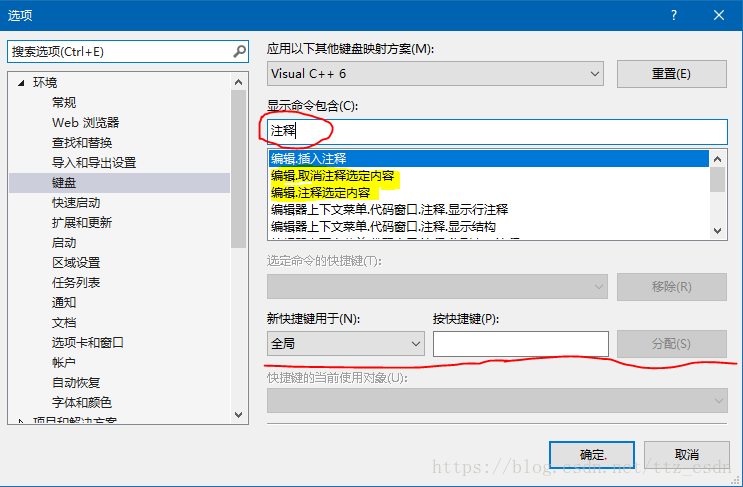 选项
搜索选项(Ctrl+E)
环境
常规
Web 浏览器
查找和替换
导入和导出设置
键盘
快速启动
扩展和更新
启动
区域设置
任务列表
通知
文档
选项卡和窗口
帐户
自动恢复
字体和颜色
项目和解决方案
应用以下其他键盘映射方案(M):
Visual C++ 6
重置(E)
显示命令包含(C):
注释
编辑.插入注释
编辑.取消注释选定内容
编辑.注释选定内容
编辑器上下文菜单.代码窗口.注释.显示行注释
编辑器上下文菜单.代码窗口.注释.显示结构
选定命令的快捷键(T):
移除(R)
新快捷键用于(N):
按快捷键(P):
全局
分配(S)
快捷键的当前使用对象(U):
确定.
取消
https://blog.csdn.net/ttz_csdn